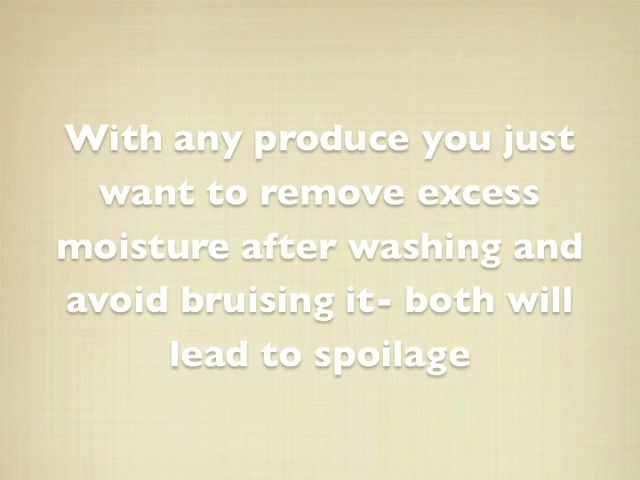 With any produce you just
want to remove excess
moisture after washing and
avoid bruising it- both will
lead to spoilage